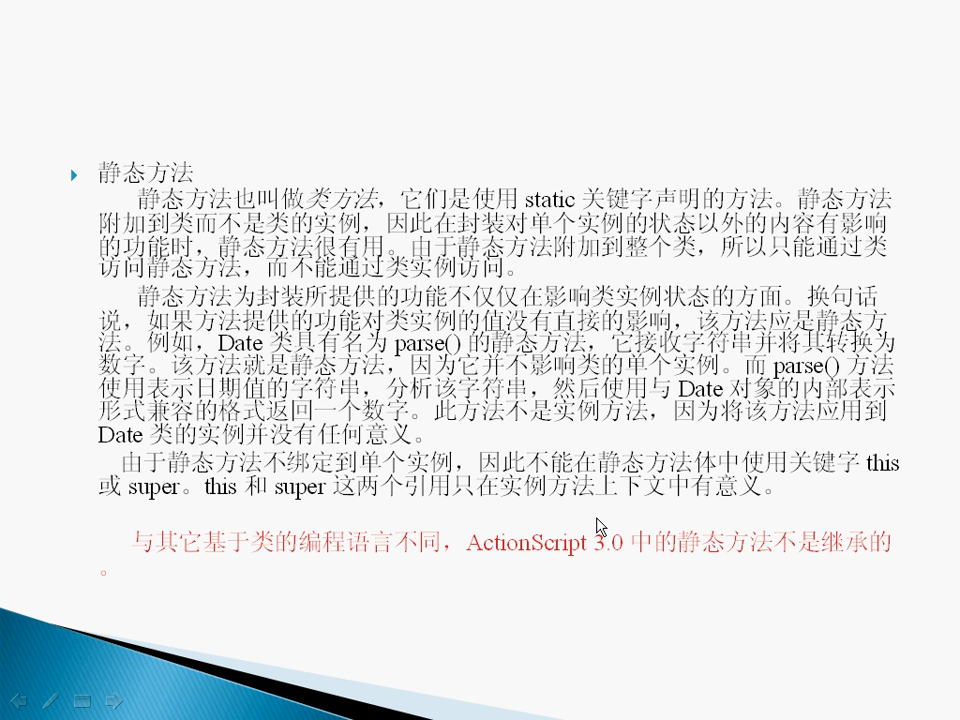 静态方法
静态方法也叫做类方法，它们是使用 static 关键字声明的方法。静态方法
附加到类而不是类的实例，因此在封装对单个实例的状态以外的内容有影响
的功能时，静态方法很有用。由于静态方法附加到整个类，所以只能通过类
访问静态方法，而不能通过类实例访问。
静态方法为封装所提供的功能不仅仅在影响类实例状态的方面。换句话
说，如果方法提供的功能对类实例的值没有直接的影响，该方法应是静态方
法。例如，Date 类具有名为 parse() 的静态方法，它接收字符串并将其转换为
数字。该方法就是静态方法，因为它并不影响类的单个实例。而 parse() 方法
使用表示日期值的字符串，分析该字符串，然后使用与 Date 对象的内部表示
形式兼容的格式返回一个数字。此方法不是实例方法，因为将该方法应用到
Date 类的实例并没有任何意义。
由于静态方法不绑定到单个实例，因此不能在静态方法体中使用关键字 this
或 super。this 和 super 这两个引用只在实例方法上下文中有意义。
与其它基于类的编程语言不同，ActionScript 3.0 中的静态方法不是继承的
。